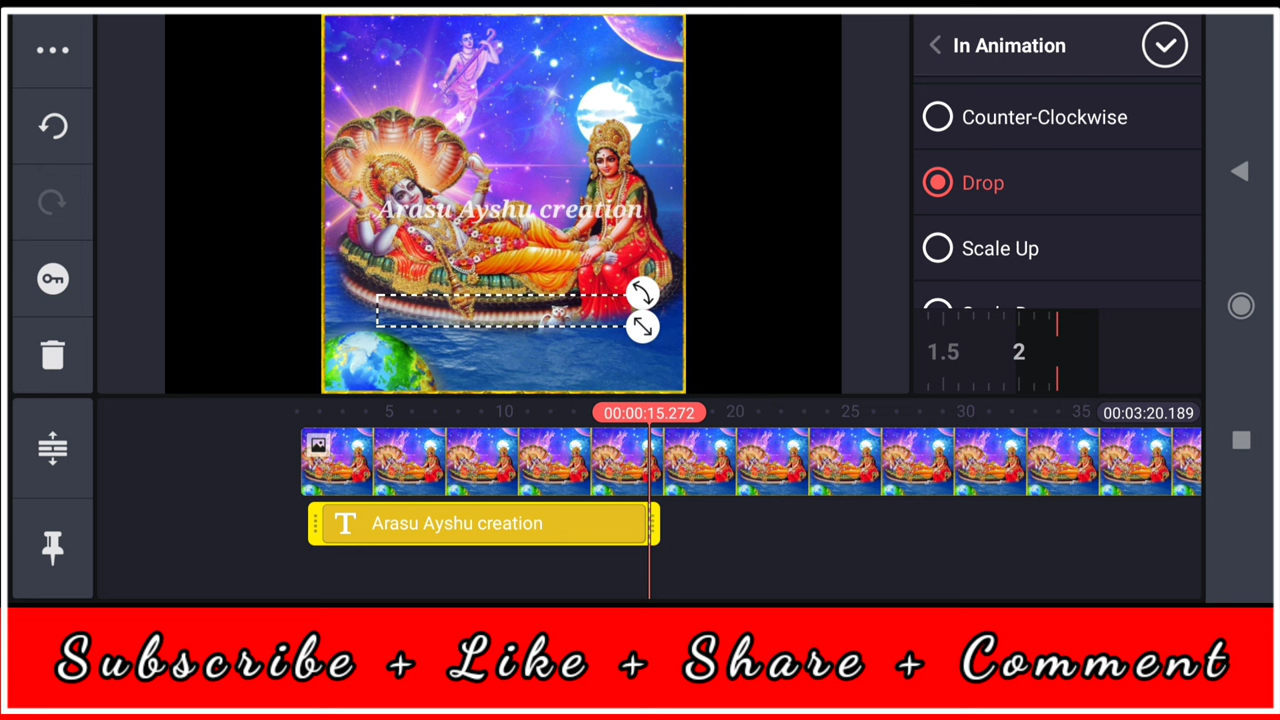 In Animation
Counter-Clockwise
Drop
Scale Up
1.5 2
Arasu Ayshu creation
00:00:15.272
5 10 20 25 30 35 00:03:20.189
T Arasu Ayshu creation
Subscribe + Like + Share + Comment